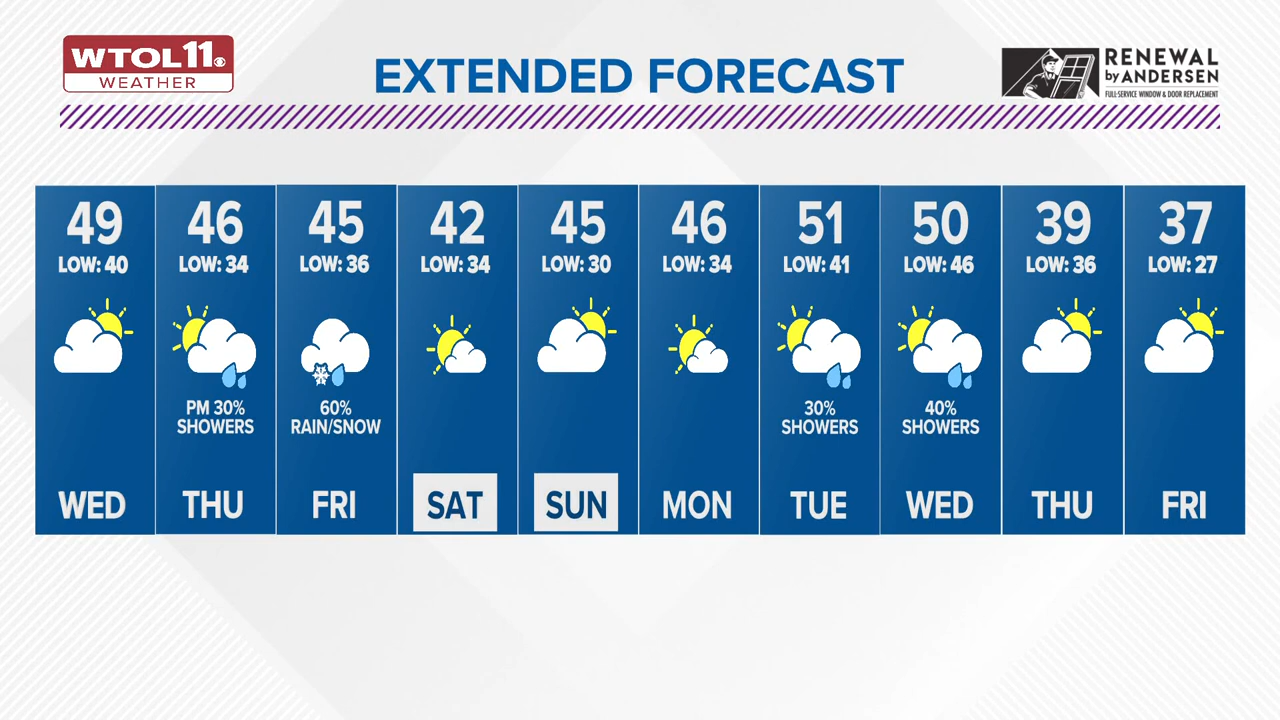 WTOL 11
WEATHER
EXTENDED FORECAST
RENEWAL
by ANDERSEN
FULL-SERVICE WINDOW & DOOR REPLACEMENT
49
LOW: 40
WED
46
LOW: 34
PM 30%
SHOWERS
THU
45
LOW: 36
60%
RAIN/SNOW
FRI
42
LOW: 34
SAT
45
LOW: 30
SUN
46
LOW: 34
MON
51
LOW: 41
30%
SHOWERS
TUE
50
LOW: 46
40%
SHOWERS
WED
39
LOW: 36
THU
37
LOW: 27
FRI